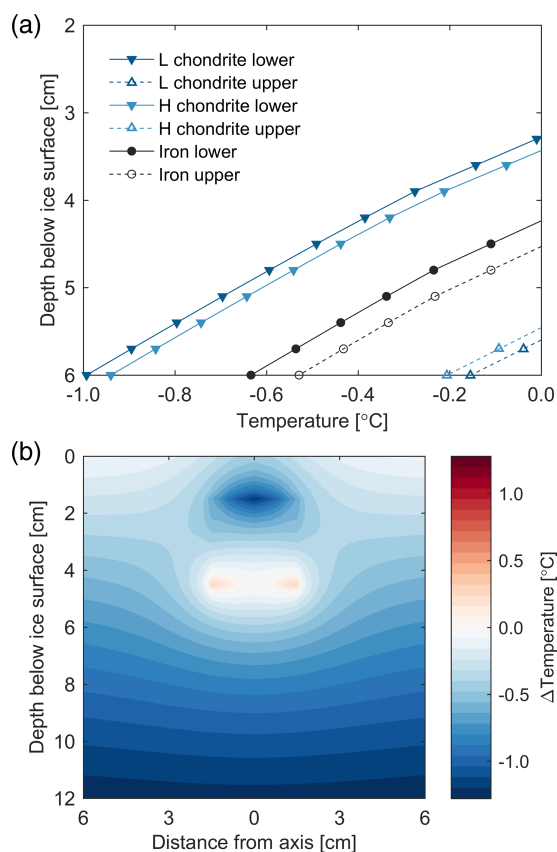 (a)
Depth below ice surface [cm]
2
3
4
5
6
L chondrite lower
L chondrite upper
H chondrite lower
H chondrite upper
Iron lower
Iron upper
-1.0
-0.8
-0.6
-0.4
-0.2
0.0
Temperature [°C]
(b)
Depth below ice surface [cm]
0
2
4
6
8
10
12
6
3
0
3
6
Distance from axis [cm]
1.0
0.5
0.0
-0.5
-1.0
Δ Temperature [°C]